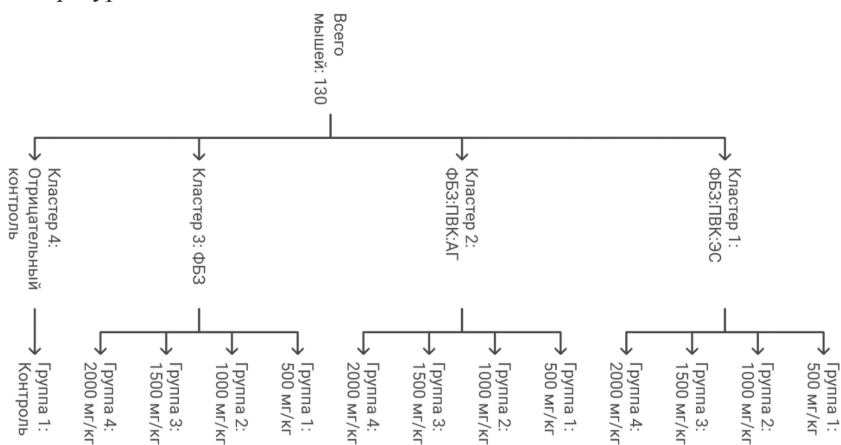 Всего
мышей: 130
Кластер 1:
ФБЗ:ПВК:ЭС
Группа 1:
500 мг/кг
Группа 2:
1000 мг/кг
Группа 3:
1500 мг/кг
Группа 4:
2000 мг/кг
Кластер 2:
ФБЗ:ПВК:АГ
Группа 1:
500 мг/кг
Группа 2:
1000 мг/кг
Группа 3:
1500 мг/кг
Группа 4:
2000 мг/кг
Кластер 3: ФБЗ
Группа 1:
500 мг/кг
Группа 2:
1000 мг/кг
Группа 3:
1500 мг/кг
Группа 4:
2000 мг/кг
Кластер 4:
Отрицательный
контроль
Группа 1:
Контроль